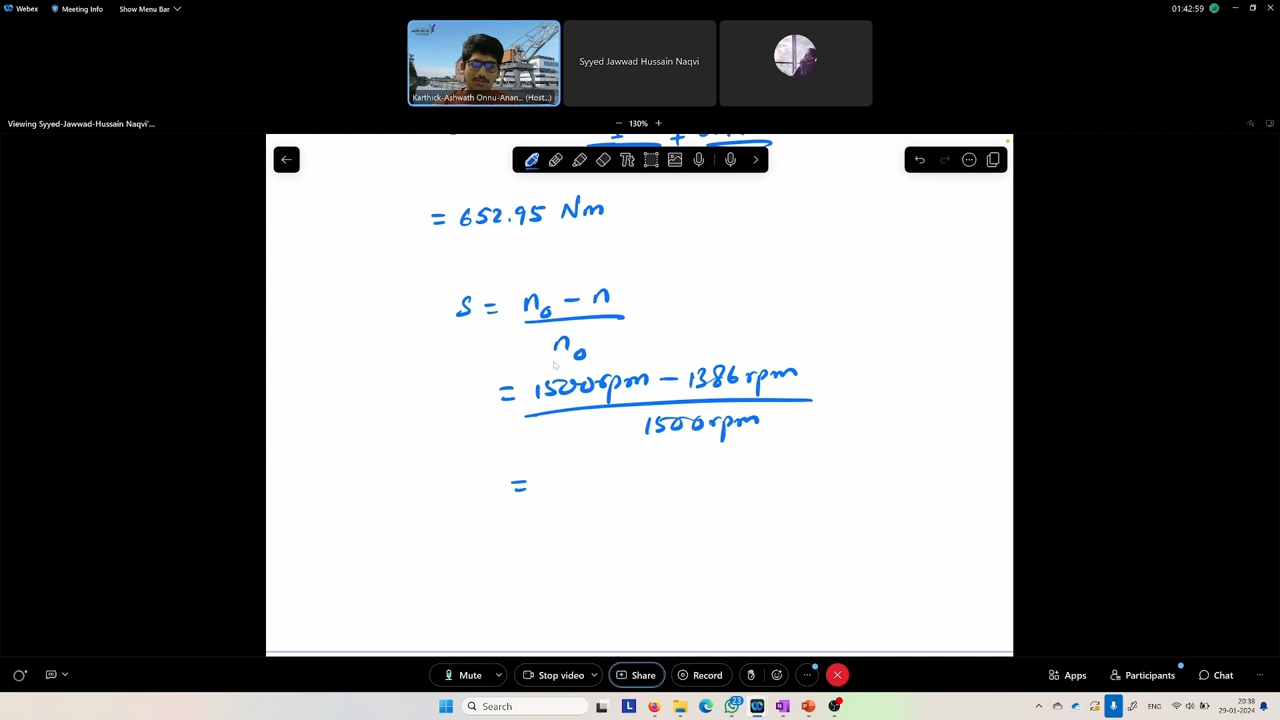 Webex Meeting Info Show Menu Bar 01:42:59
Karthick-Ashwath Onnu-Anan... (Host...)
Syyed Jawwad Hussain Naqvi
Viewing Syyed-Jawwad-Hussain Naqvi'...
− 130% +
= 652.95 Nm
S = n₀ − n
n₀
= 1500rpm − 1386rpm
1500rpm
=
Mute Stop video Share Record Apps Participants Chat
Search 23 ENG 20:38
29-01-2024